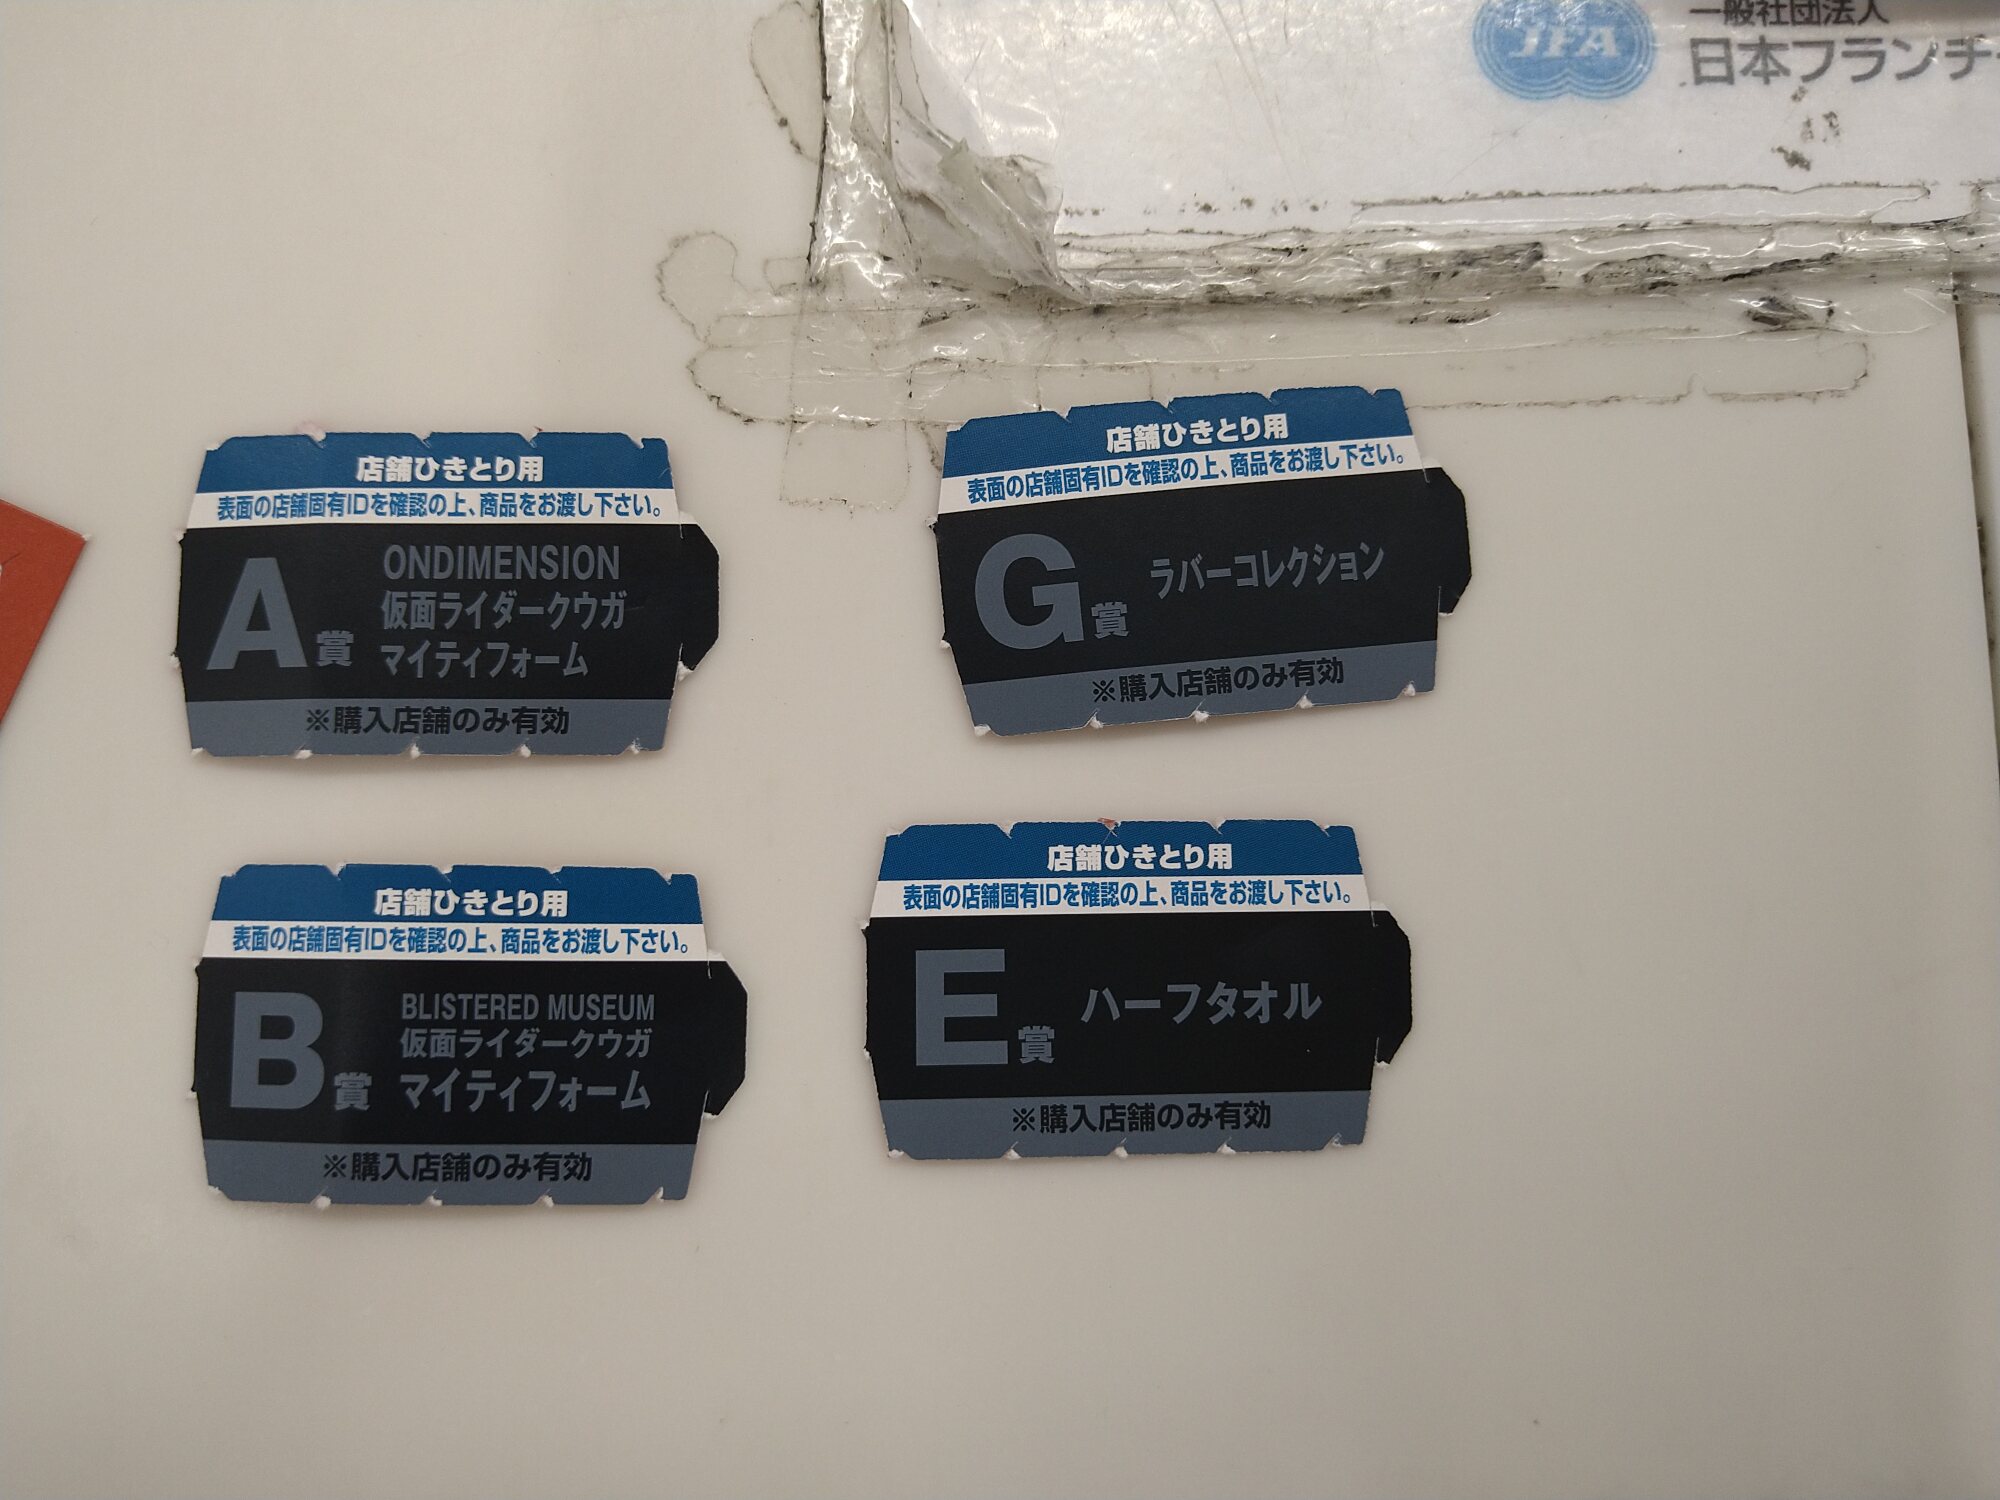 JFA
一般社団法人
日本フランチ
店舗ひきとり用
表面の店舗固有IDを確認の上、商品をお渡し下さい。
A賞
ONDIMENSION
仮面ライダークウガ
マイティフォーム
※購入店舗のみ有効
店舗ひきとり用
表面の店舗固有IDを確認の上、商品をお渡し下さい。
G賞
ラバーコレクション
※購入店舗のみ有効
店舗ひきとり用
表面の店舗固有IDを確認の上、商品をお渡し下さい。
B賞
BLISTERED MUSEUM
仮面ライダークウガ
マイティフォーム
※購入店舗のみ有効
店舗ひきとり用
表面の店舗固有IDを確認の上、商品をお渡し下さい。
E賞
ハーフタオル
※購入店舗のみ有効